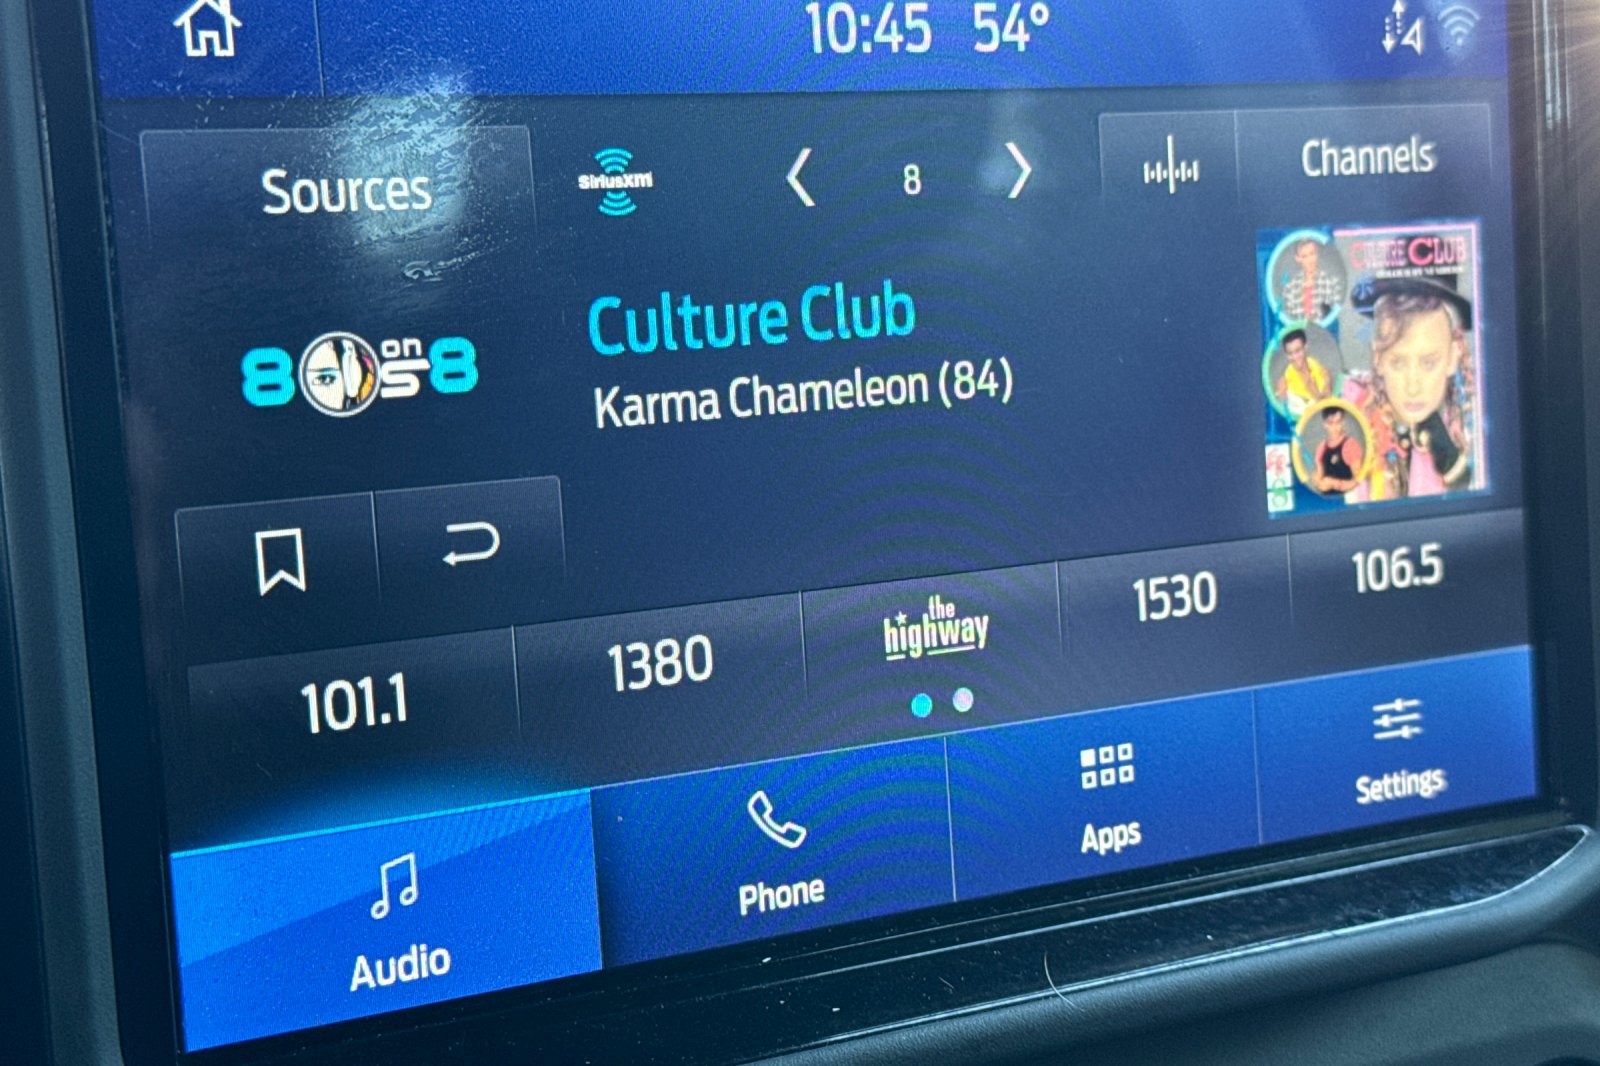 10:45 54°
Sources
SiriusXM
8
Channels
80s on 8
Culture Club
Karma Chameleon (84)
CULTURE CLUB
101.1
1380
the highway
1530
106.5
Audio
Phone
Apps
Settings